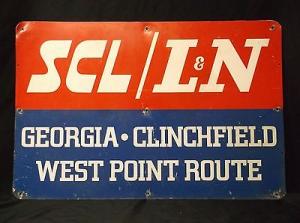 SCL/L&N
GEORGIA • CLINCHFIELD
WEST POINT ROUTE